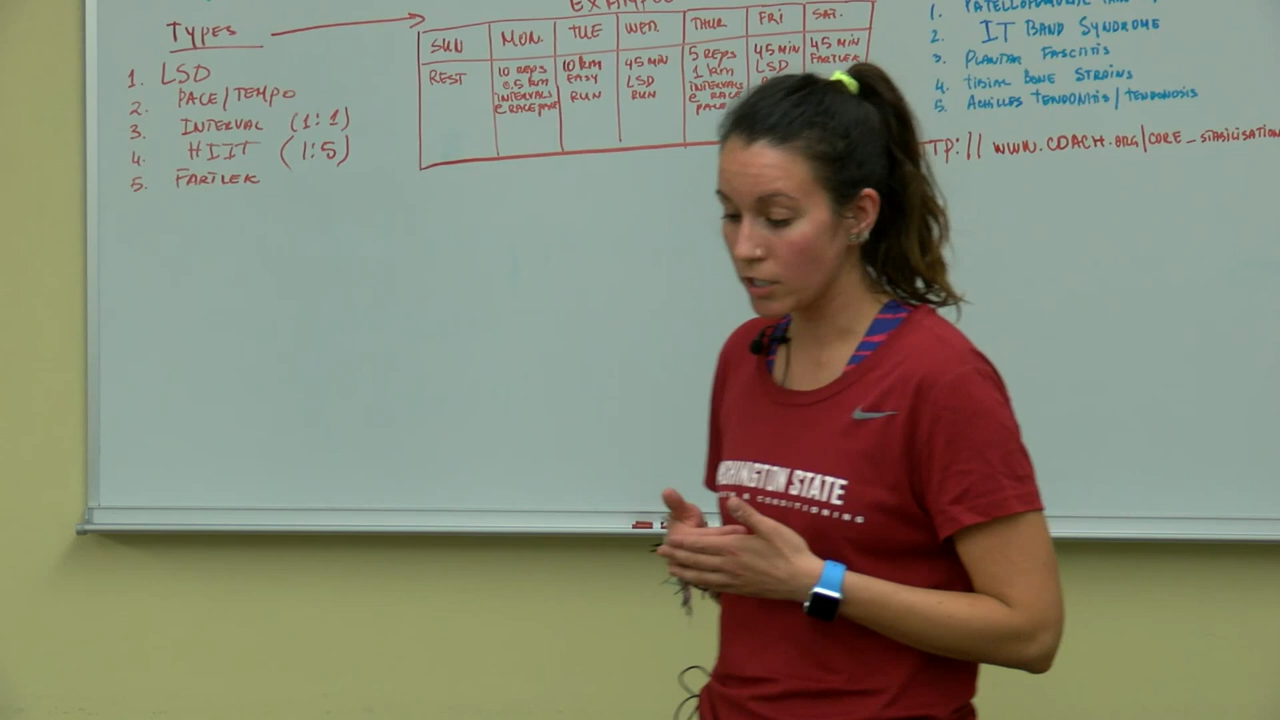 TYPES
1. LSD
2. PACE/TEMPO
3. INTERVAL (1:1)
4. HIIT (1:5)
5. FARTLEK
SUN MON. TUE WED. THUR FRI SAT.
REST
10 REPS
0.5 km
INTERVALS
@ RACE PACE
10 km
EASY
RUN
45 MIN
LSD
RUN
5 REPS
1 km
INTERVALS
@ RACE
PACE
45 MIN
LSD
45 MIN
FARTLEK
1.
2. IT BAND SYNDROME
3. PLANTAR FASCITIS
4. TIBIAL BONE STRAINS
5. ACHILLES TENDONITIS/TENDONOSIS
TP://WWW.COACH.ORG/CORE_STABILISATION
SHINGTON STATE
& CONDITIONING